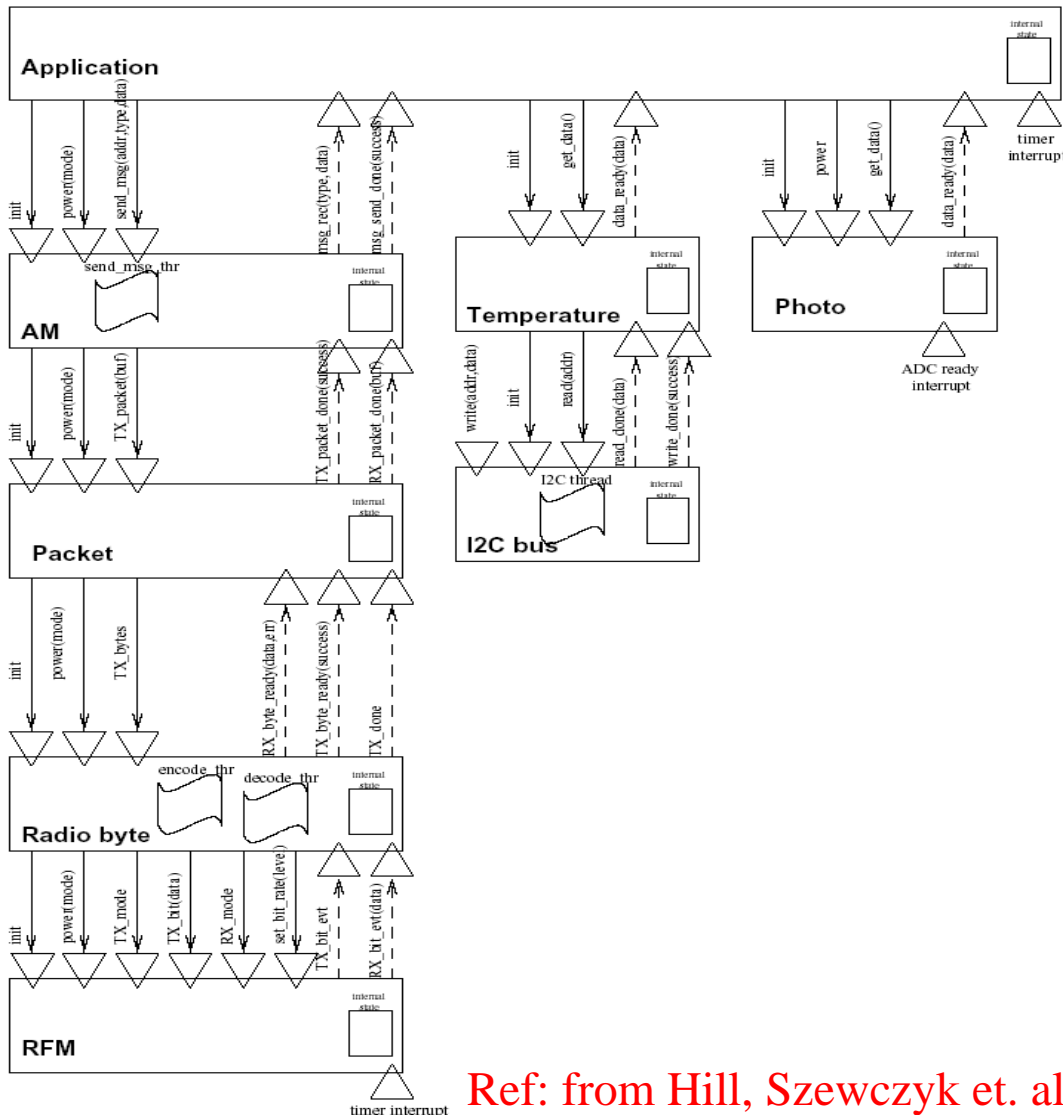 internal
state
Application
timer
interrupt
init
power(mode)
send_msg(addr,type,data)
msg_rec(type, data)
msg_send_done(success)
init
get_data()
data_ready(data)
init
power
get_data()
data_ready(data)
send_msg_thr
internal
state
AM
internal
state
Temperature
internal
state
Photo
ADC ready
interrupt
init
power(mode)
TX_packet(buf)
TX_packet_done(success)
RX_packet_done(buf)
write(addr,data)
init
read(addr)
read_done(data)
write_done(success)
internal
state
Packet
I2C thread
internal
state
I2C bus
init
power(mode)
TX_bytes
RX_byte_ready(data,err)
TX_byte_ready(success)
TX_done
encode_thr
decode_thr
internal
state
Radio byte
init
power(mode)
TX_mode
TX_bit(data)
RX_mode
set_bit_rate(level)
TX_bit_evt
RX_bit_evt(data)
internal
state
RFM
timer interrupt
Ref: from Hill, Szewczyk et. al